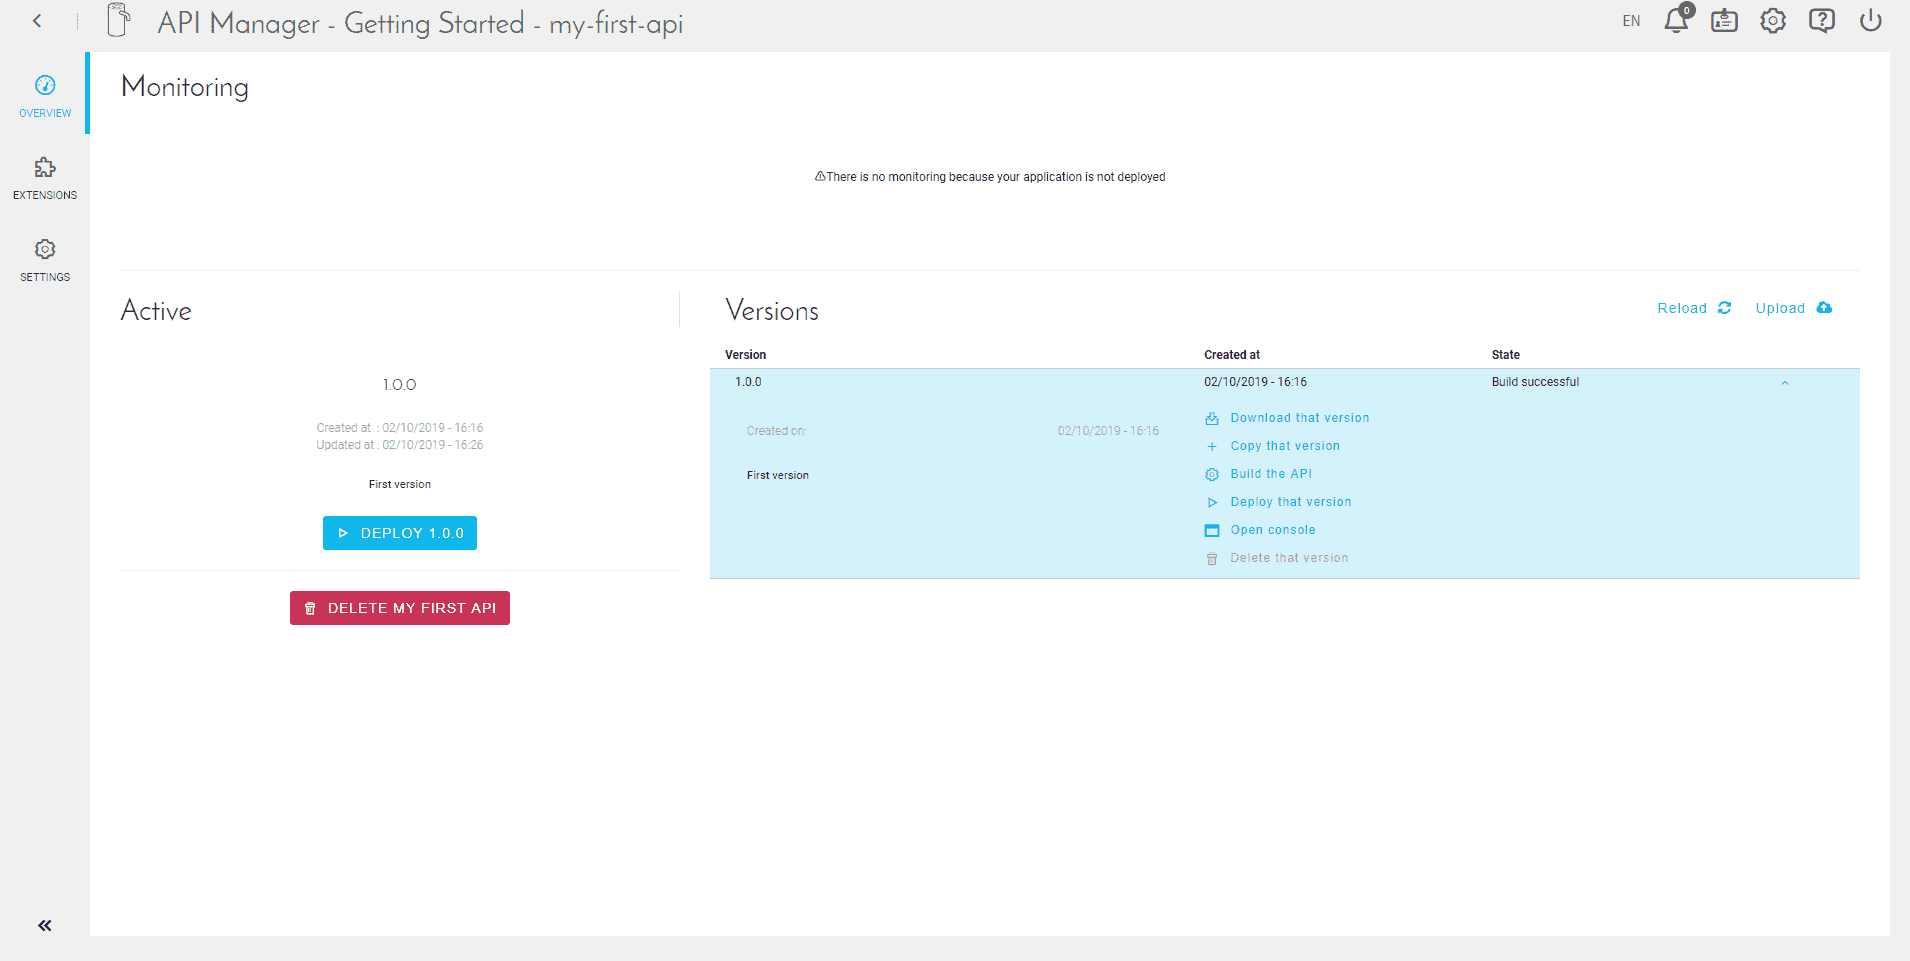 API Manager - Getting Started - my-first-api
EN
0
OVERVIEW
EXTENSIONS
SETTINGS
Monitoring
There is no monitoring because your application is not deployed
Active
1.0.0
Created at : 02/10/2019 - 16:16
Updated at : 02/10/2019 - 16:26
First version
DEPLOY 1.0.0
DELETE MY FIRST API
Versions
Reload
Upload
Version Created at State
1.0.0 02/10/2019 - 16:16 Build successful
Created on: 02/10/2019 - 16:16
First version
Download that version
Copy that version
Build the API
Deploy that version
Open console
Delete that version